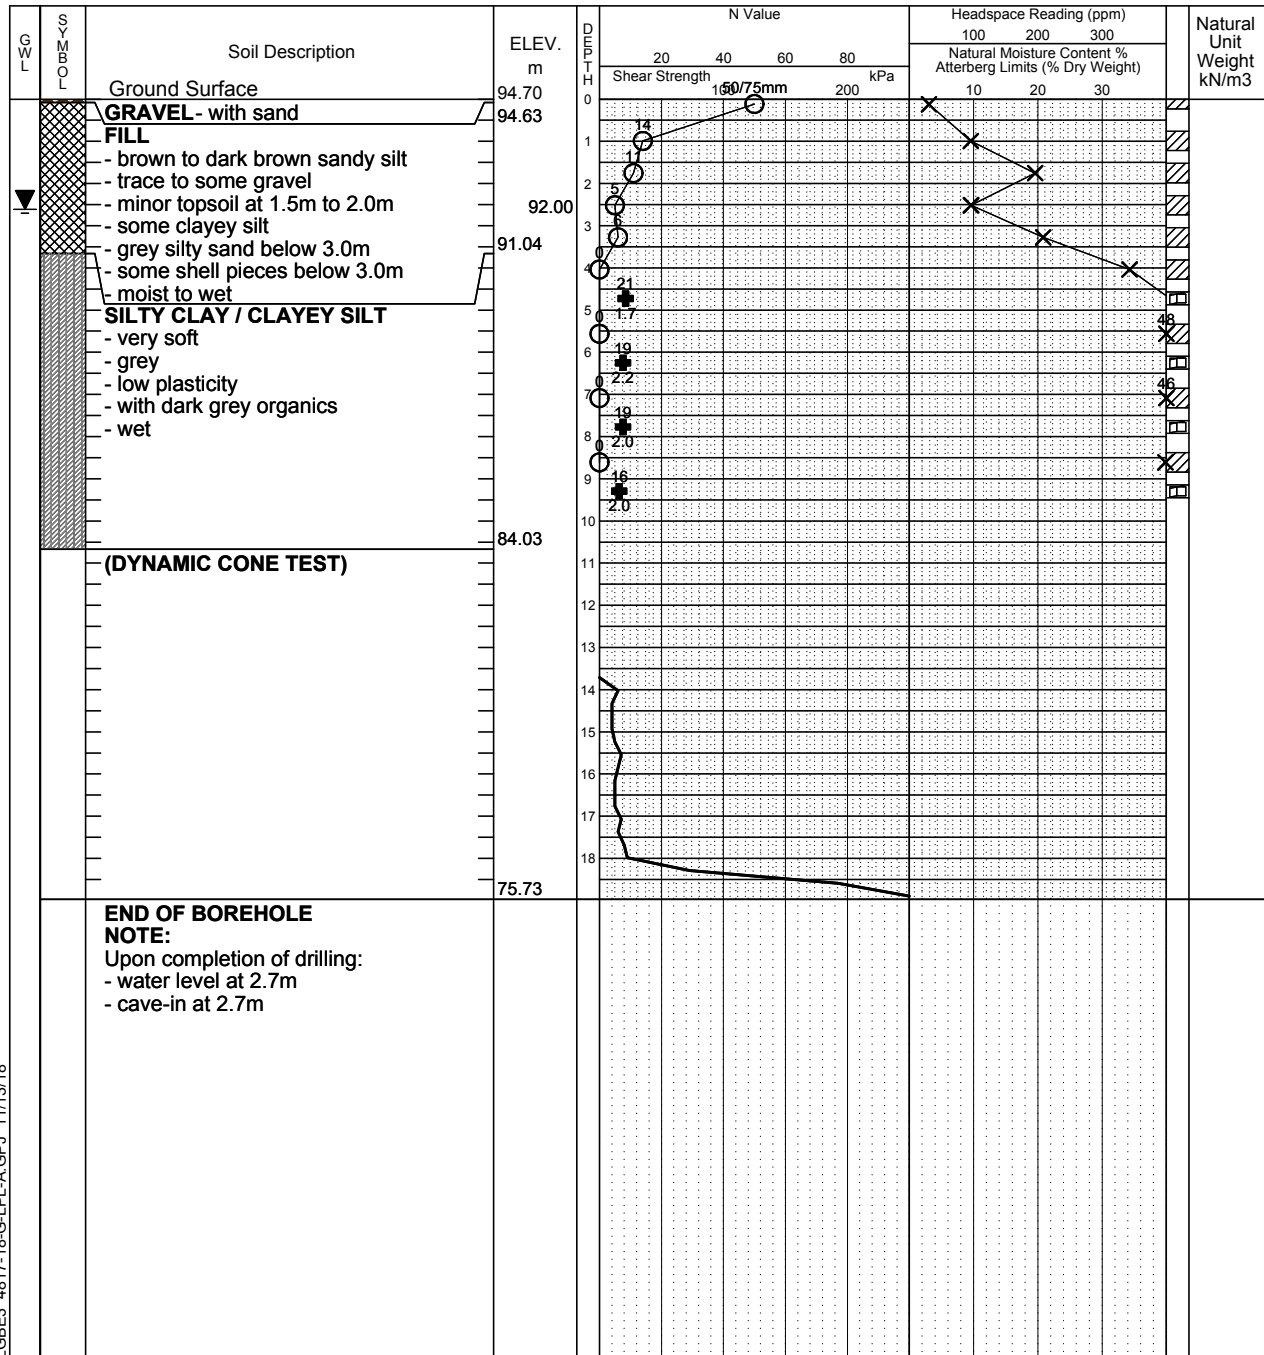 GWL
SYMBOL
Soil Description
Ground Surface
ELEV.
m
94.70
DEPTH
N Value
20 40 60 80
Shear Strength kPa
100 200
Headspace Reading (ppm)
100 200 300
Natural Moisture Content %
Atterberg Limits (% Dry Weight)
10 20 30
Natural
Unit
Weight
kN/m3
GRAVEL - with sand
94.63
FILL
- brown to dark brown sandy silt
- trace to some gravel
- minor topsoil at 1.5m to 2.0m
92.00
- some clayey silt
- grey silty sand below 3.0m
91.04
- some shell pieces below 3.0m
- moist to wet
SILTY CLAY / CLAYEY SILT
- very soft
- grey
- low plasticity
- with dark grey organics
- wet
84.03
(DYNAMIC CONE TEST)
75.73
END OF BOREHOLE
NOTE:
Upon completion of drilling:
- water level at 2.7m
- cave-in at 2.7m
0
1
2
3
4
5
6
7
8
9
10
11
12
13
14
15
16
17
18
50/75mm
14
11
5
6
0
21
1.7
0
19
2.2
0
19
2.0
0
16
2.0
48
46